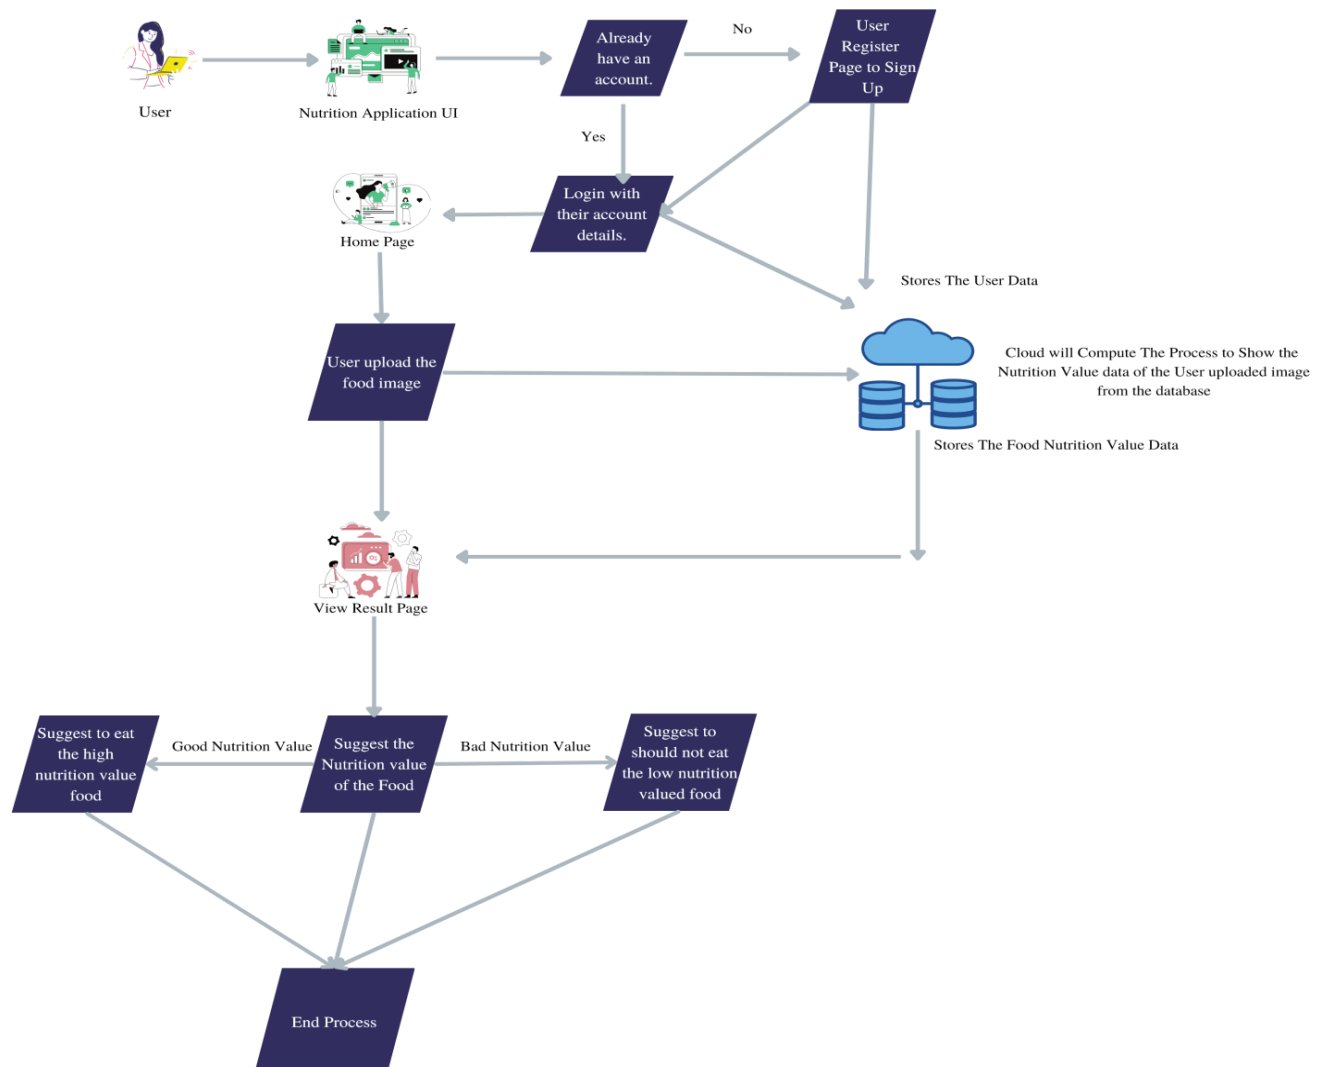 User
Nutrition Application UI
Already
have an
account.
No
User
Register
Page to Sign
Up
Yes
Login with
their account
details.
Home Page
Stores The User Data
User upload the
food image
Cloud will Compute The Process to Show the
Nutrition Value data of the User uploaded image
from the database
Stores The Food Nutrition Value Data
View Result Page
Suggest to eat
the high
nutrition value
food
Good Nutrition Value
Suggest the
Nutrition value
of the Food
Bad Nutrition Value
Suggest to
should not eat
the low nutrition
valued food
End Process